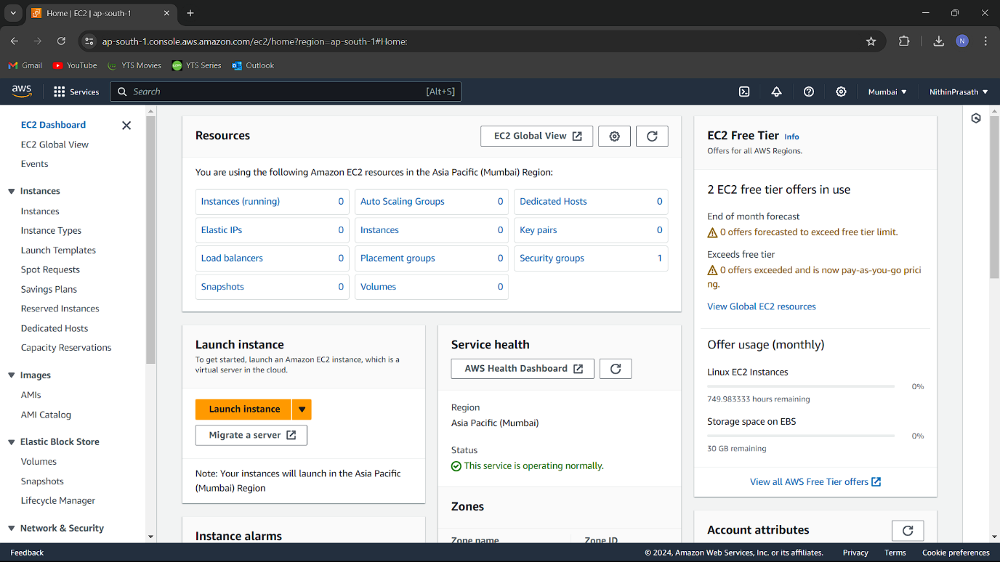 Home | EC2 | ap-south-1
ap-south-1.console.aws.amazon.com/ec2/home?region=ap-south-1#Home:
N
Gmail
YouTube
YTS Movies
YTS Series
Outlook
aws
Services
Search
[Alt+S]
Mumbai
NithinPrasath
EC2 Dashboard
EC2 Global View
Events
Instances
Instances
Instance Types
Launch Templates
Spot Requests
Savings Plans
Reserved Instances
Dedicated Hosts
Capacity Reservations
Images
AMIs
AMI Catalog
Elastic Block Store
Volumes
Snapshots
Lifecycle Manager
Network & Security
Resources
EC2 Global View
You are using the following Amazon EC2 resources in the Asia Pacific (Mumbai) Region:
Instances (running) 0
Auto Scaling Groups 0
Dedicated Hosts 0
Elastic IPs 0
Instances 0
Key pairs 0
Load balancers 0
Placement groups 0
Security groups 1
Snapshots 0
Volumes 0
Launch instance
To get started, launch an Amazon EC2 instance, which is a
virtual server in the cloud.
Launch instance
Migrate a server
Note: Your instances will launch in the Asia Pacific
(Mumbai) Region
Instance alarms
Service health
AWS Health Dashboard
Region
Asia Pacific (Mumbai)
Status
This service is operating normally.
Zones
Zone name
Zone ID
EC2 Free Tier Info
Offers for all AWS Regions.
2 EC2 free tier offers in use
End of month forecast
0 offers forecasted to exceed free tier limit.
Exceeds free tier
0 offers exceeded and is now pay-as-you-go prici
ng.
View Global EC2 resources
Offer usage (monthly)
Linux EC2 Instances
0%
749.983333 hours remaining
Storage space on EBS
0%
30 GB remaining
View all AWS Free Tier offers
Account attributes
Feedback
© 2024, Amazon Web Services, Inc. or its affiliates.
Privacy
Terms
Cookie preferences